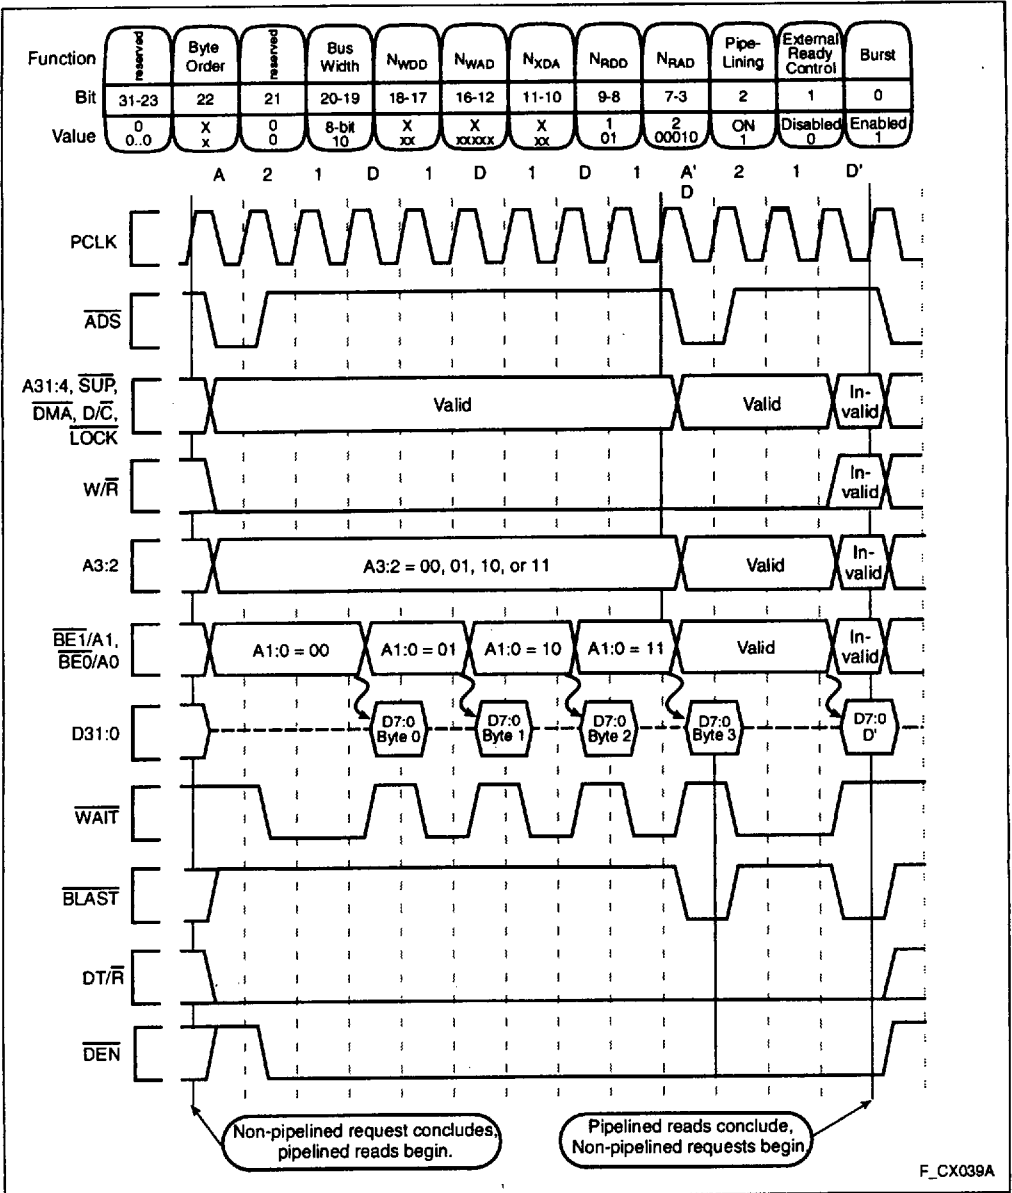 Function reserved Byte Order reserved Bus Width NWDD NWAD NXDA NRDD NRAD Pipe-Lining External Ready Control Burst
Bit 31-23 22 21 20-19 18-17 16-12 11-10 9-8 7-3 2 1 0
Value 0 X 0 8-bit X X X 1 2 ON Disabled Enabled
0..0 x 0 10 xx xxxxx xx 01 00010 1 0 1
A 2 1 D 1 D 1 D 1 A' 2 1 D'
D
PCLK
ADS
A31:4, SUP,
DMA, D/C,
LOCK
Valid Valid In-valid
W/R In-valid
A3:2 A3:2 = 00, 01, 10, or 11 Valid In-valid
BE1/A1,
BE0/A0
A1:0 = 00 A1:0 = 01 A1:0 = 10 A1:0 = 11 Valid In-valid
D31:0 D7:0 D7:0 D7:0 D7:0 D7:0
Byte 0 Byte 1 Byte 2 Byte 3 D'
WAIT
BLAST
DT/R
DEN
Non-pipelined request concludes,
pipelined reads begin.
Pipelined reads conclude,
Non-pipelined requests begin.
F_CX039A